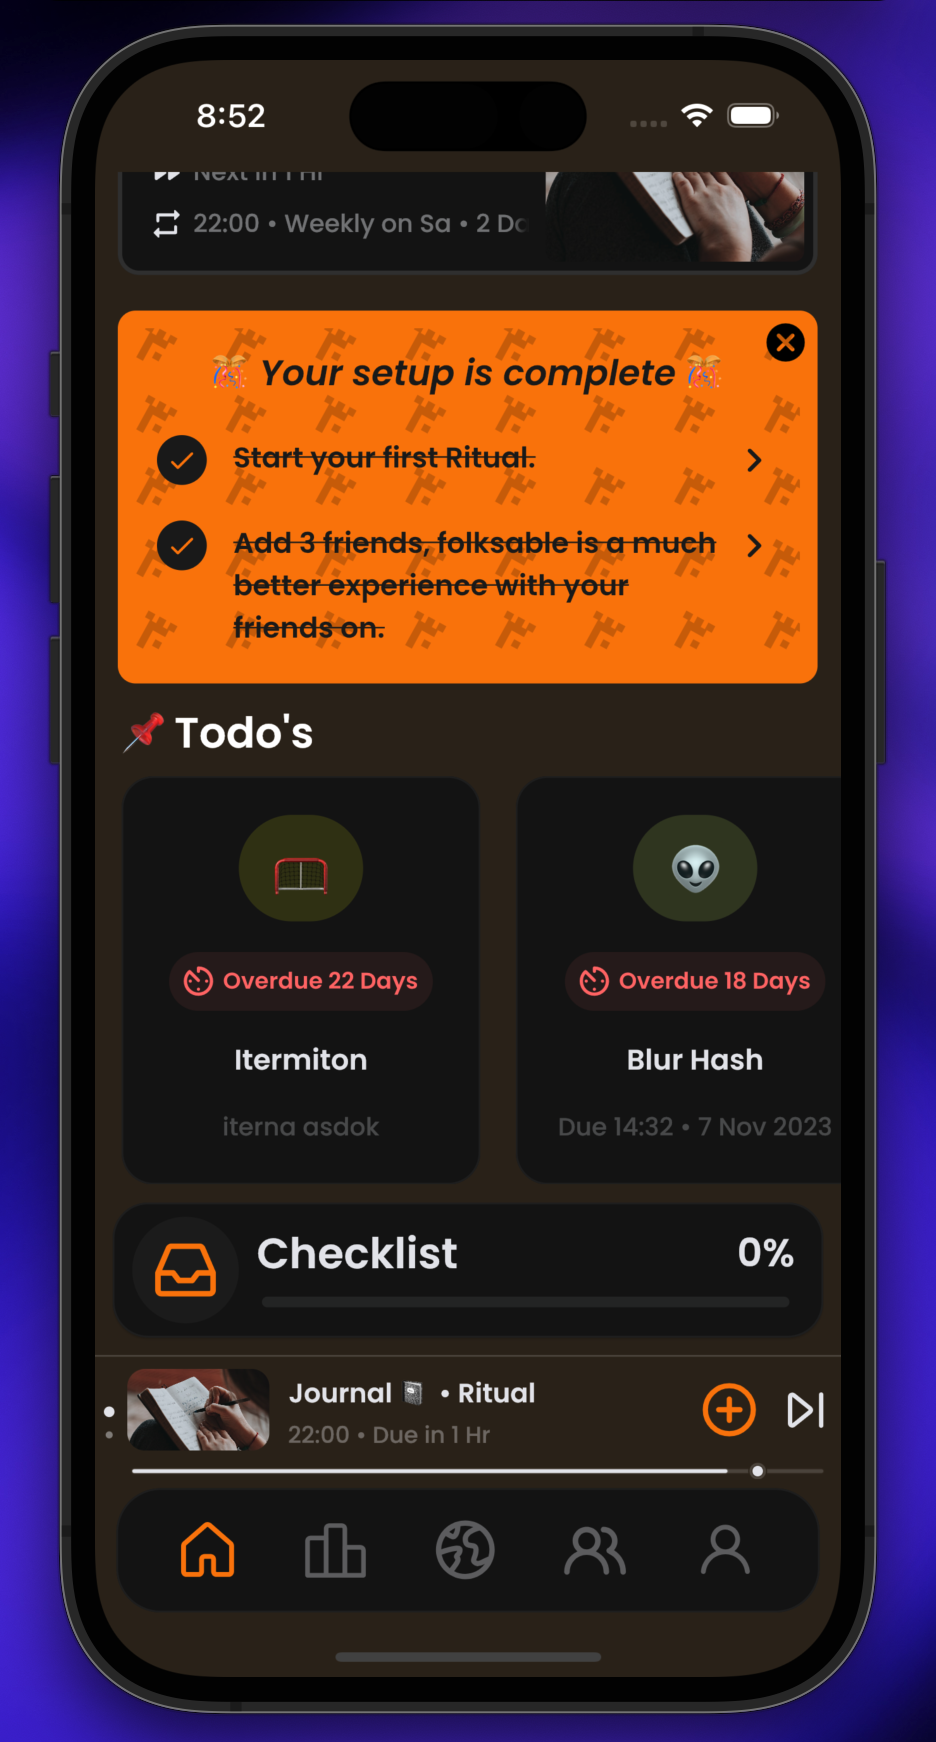 8:52
Next in 1 Hr
22:00 • Weekly on Sa • 2 Da
🎊 Your setup is complete 🎊
Start your first Ritual.
Add 3 friends, folksable is a much
better experience with your
friends on.
📌 Todo's
Overdue 22 Days
Overdue 18 Days
Itermiton
Blur Hash
iterna asdok
Due 14:32 • 7 Nov 2023
Checklist
0%
Journal 📓 • Ritual
22:00 • Due in 1 Hr